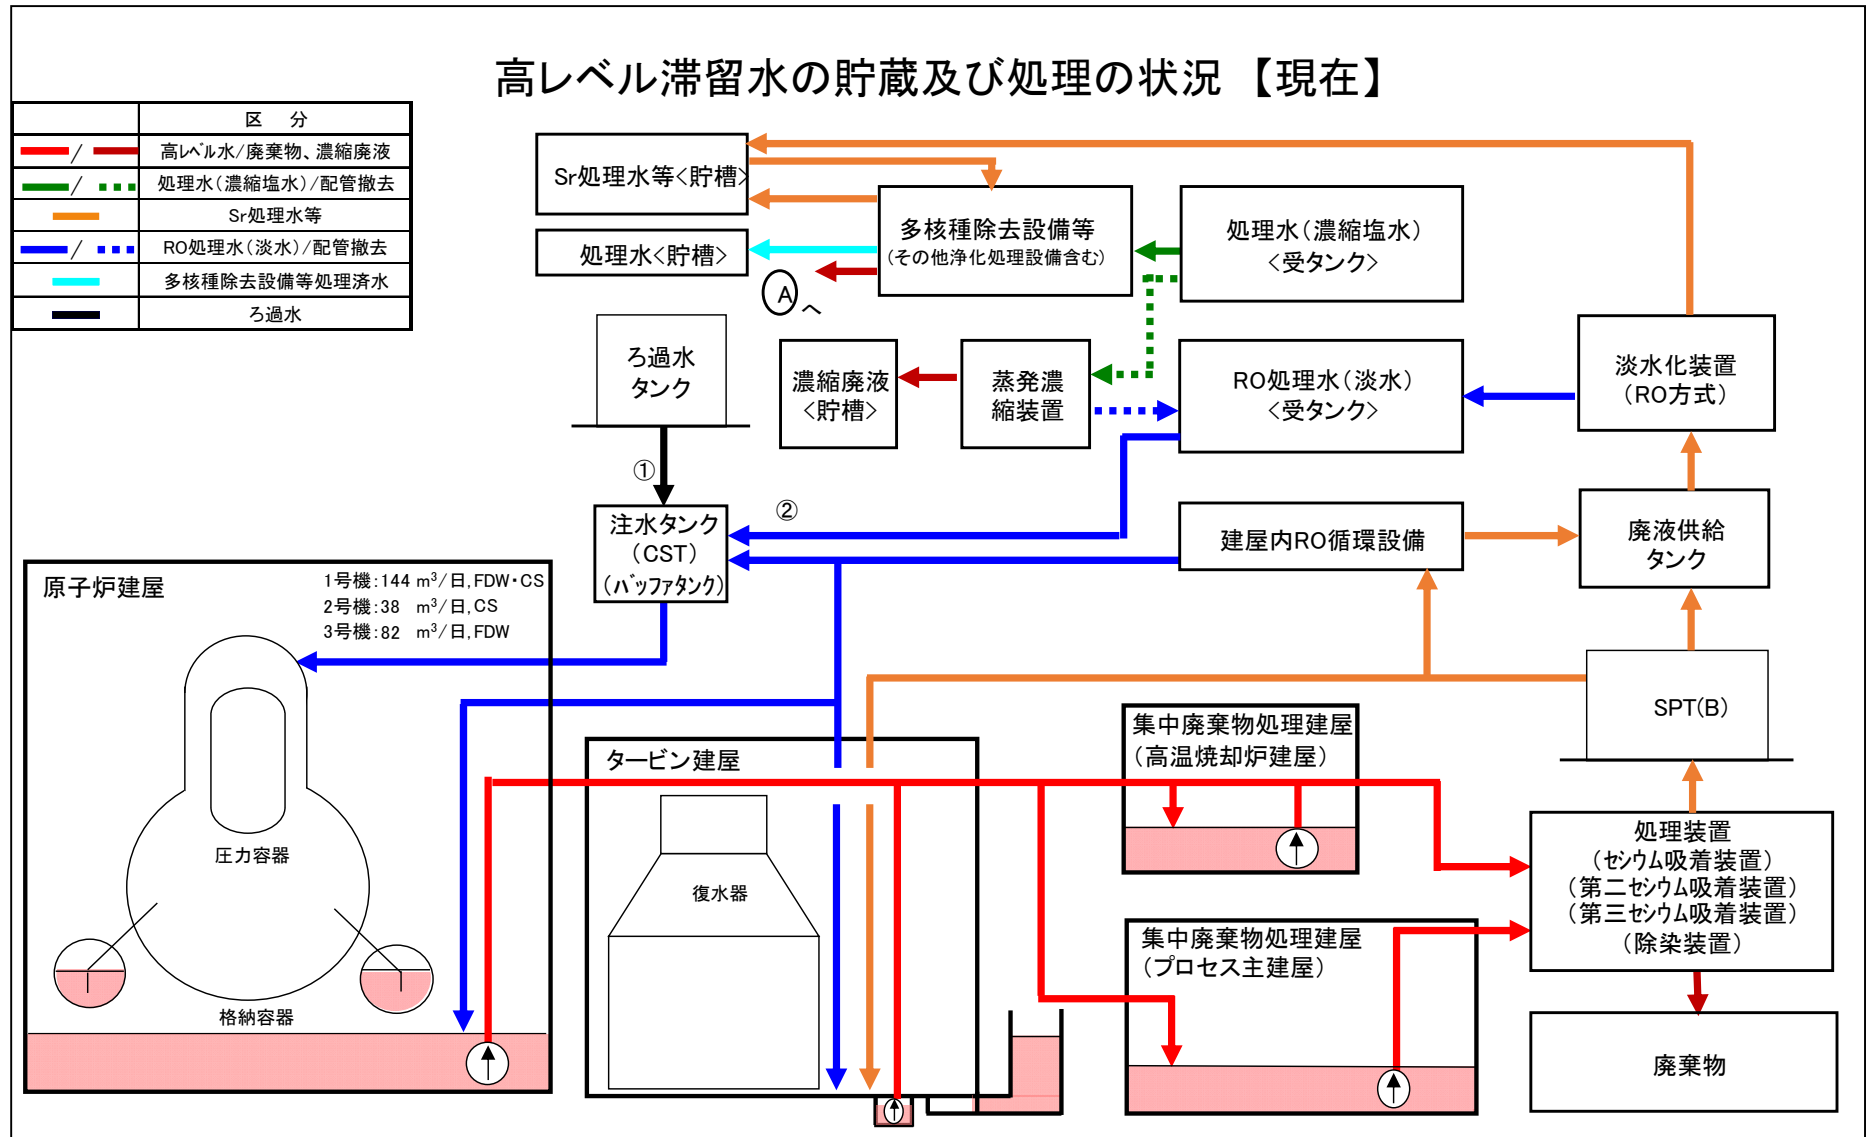 高レベル滞留水の貯蔵及び処理の状況 【現在】
区 分
高ﾚﾍﾞﾙ水/廃棄物、濃縮廃液
処理水(濃縮塩水)/配管撤去
Sr処理水等
RO処理水(淡水)/配管撤去
多核種除去設備等処理済水
ろ過水
Sr処理水等<貯槽>
処理水<貯槽>
Aへ
多核種除去設備等
(その他浄化処理設備含む)
処理水(濃縮塩水)
<受タンク>
ろ過水
タンク
濃縮廃液
<貯槽>
蒸発濃
縮装置
RO処理水(淡水)
<受タンク>
淡水化装置
(RO方式)
①
②
注水タンク
(CST)
(ﾊﾞｯﾌｧタンク)
建屋内RO循環設備
廃液供給
タンク
原子炉建屋
1号機:144 m³/日,FDW・CS
2号機:38 m³/日,CS
3号機:82 m³/日,FDW
圧力容器
格納容器
タービン建屋
復水器
集中廃棄物処理建屋
(高温焼却炉建屋)
集中廃棄物処理建屋
(プロセス主建屋)
SPT(B)
処理装置
(ｾｼｳﾑ吸着装置)
(第二ｾｼｳﾑ吸着装置)
(第三ｾｼｳﾑ吸着装置)
(除染装置)
廃棄物